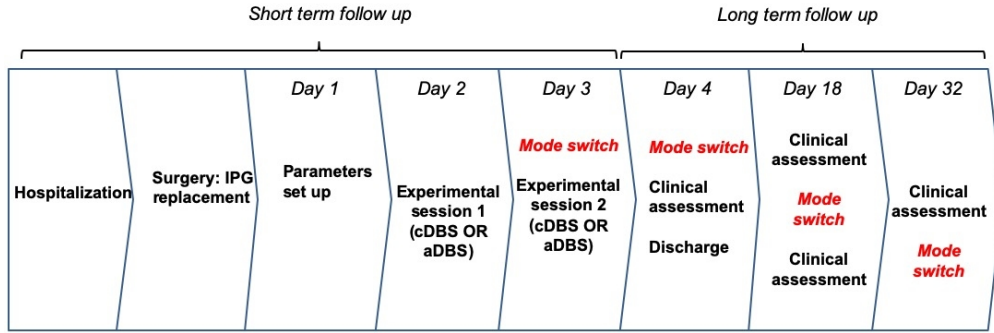 Short term follow up
Long term follow up
Hospitalization
Surgery: IPG
replacement
Day 1
Parameters
set up
Day 2
Experimental
session 1
(cDBS OR
aDBS)
Day 3
Mode switch
Experimental
session 2
(cDBS OR
aDBS)
Day 4
Mode switch
Clinical
assessment
Discharge
Day 18
Clinical
assessment
Mode
switch
Clinical
assessment
Day 32
Clinical
assessment
Mode
switch